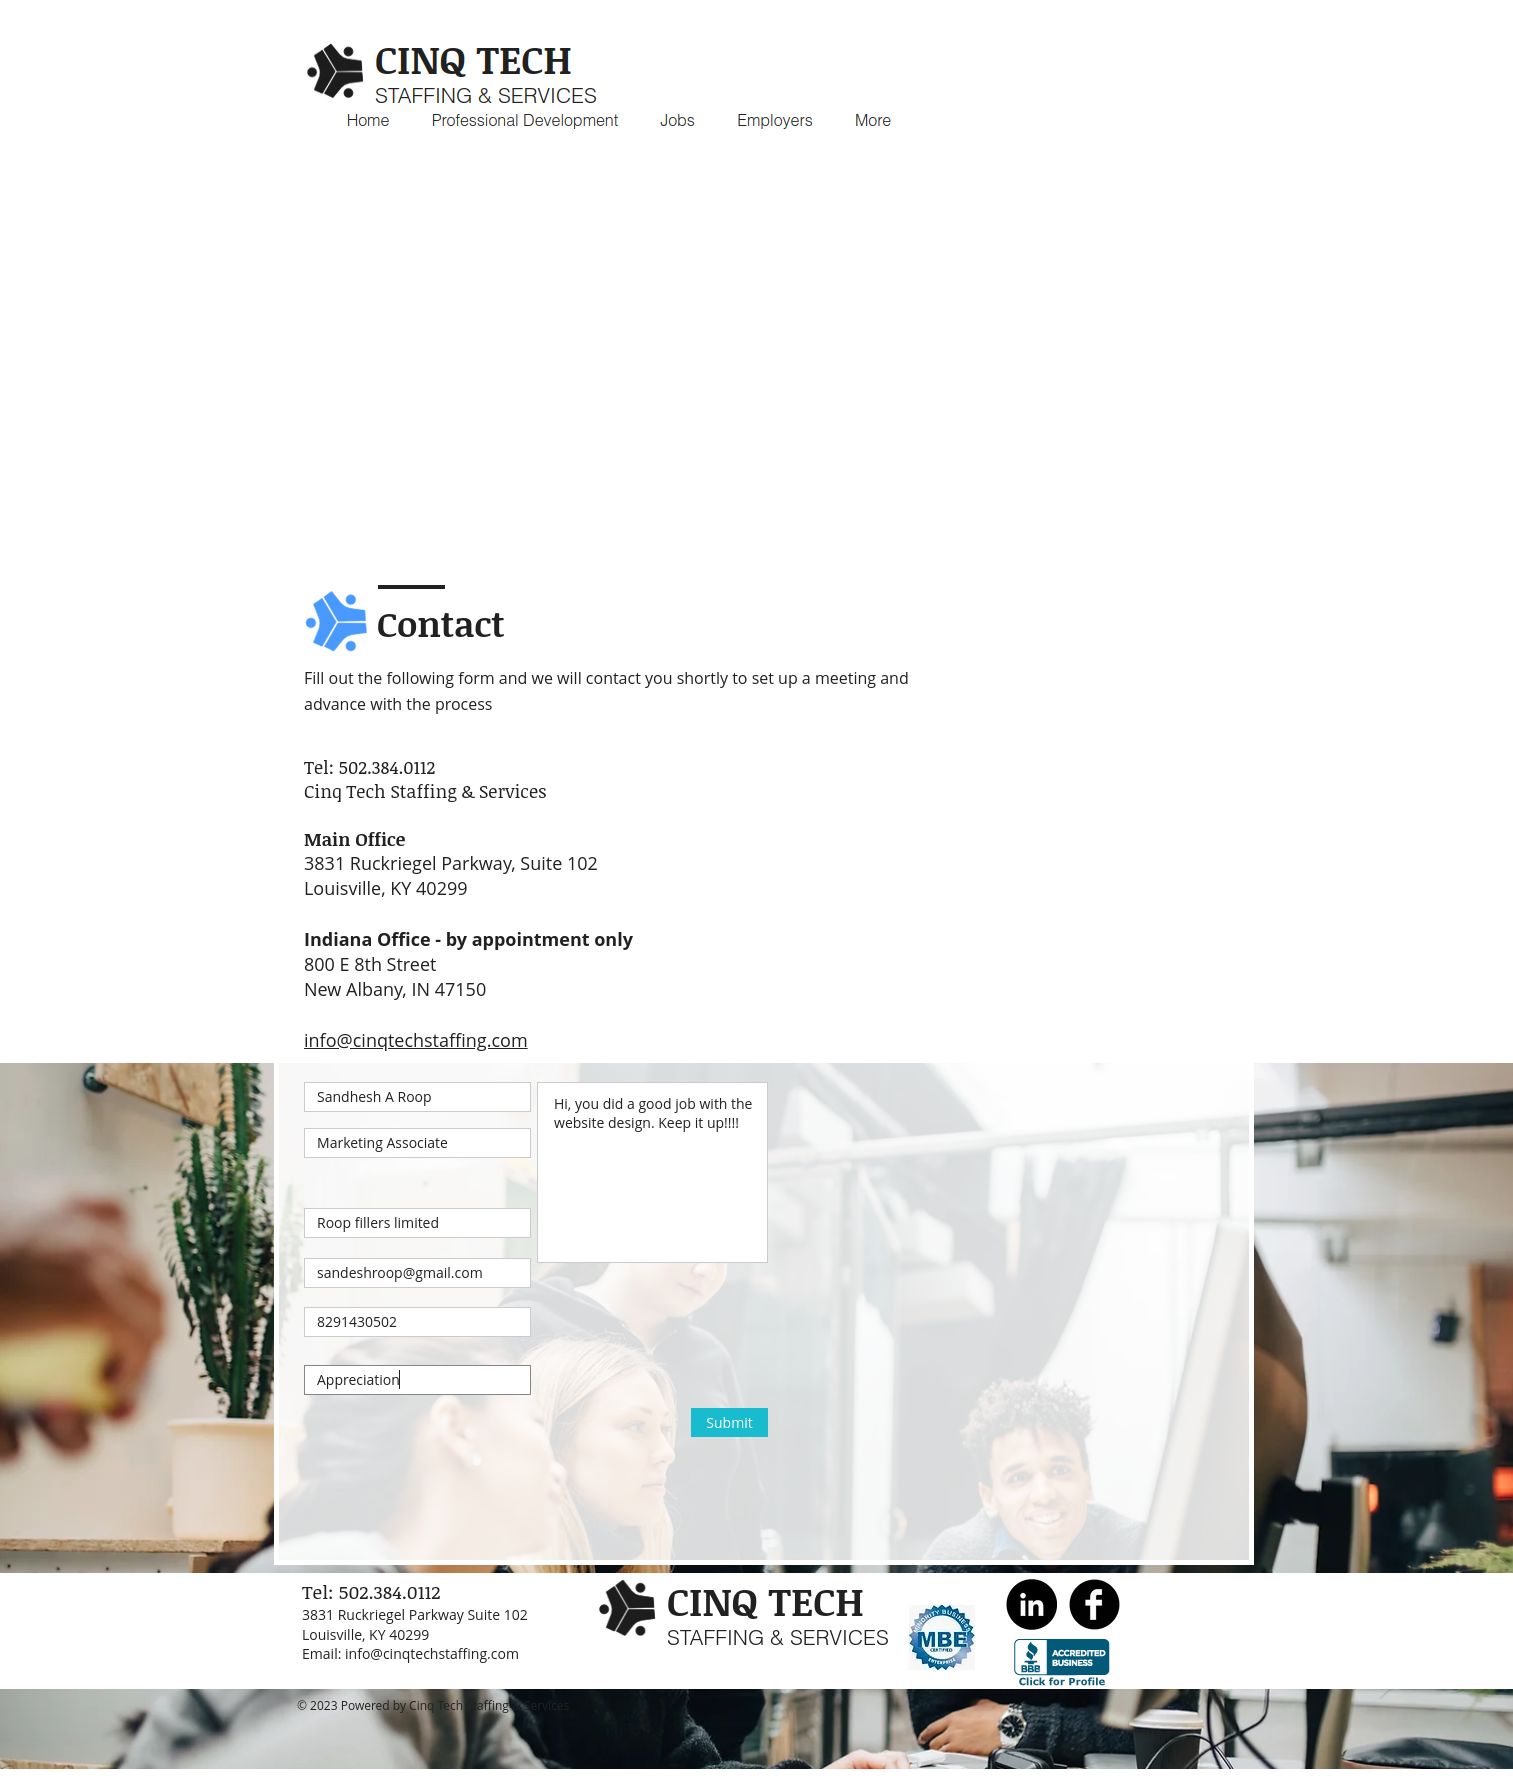 CINQ TECH
STAFFING & SERVICES
Home Professional Development Jobs Employers More
Contact
Fill out the following form and we will contact you shortly to set up a meeting and
advance with the process
Tel: 502.384.0112
Cinq Tech Staffing & Services
Main Office
3831 Ruckriegel Parkway, Suite 102
Louisville, KY 40299
Indiana Office - by appointment only
800 E 8th Street
New Albany, IN 47150
info@cinqtechstaffing.com
Sandhesh A Roop
Marketing Associate
Roop fillers limited
sandeshroop@gmail.com
8291430502
Appreciation
Hi, you did a good job with the
website design. Keep it up!!!!
Submit
Tel: 502.384.0112
3831 Ruckriegel Parkway Suite 102
Louisville, KY 40299
Email: info@cinqtechstaffing.com
CINQ TECH
STAFFING & SERVICES
MINORITY BUSINESS
MBE
CERTIFIED
ENTERPRISE
in
f
BBB
ACCREDITED
BUSINESS
Click for Profile
© 2023 Powered by Cinq Tech Staffing & Services